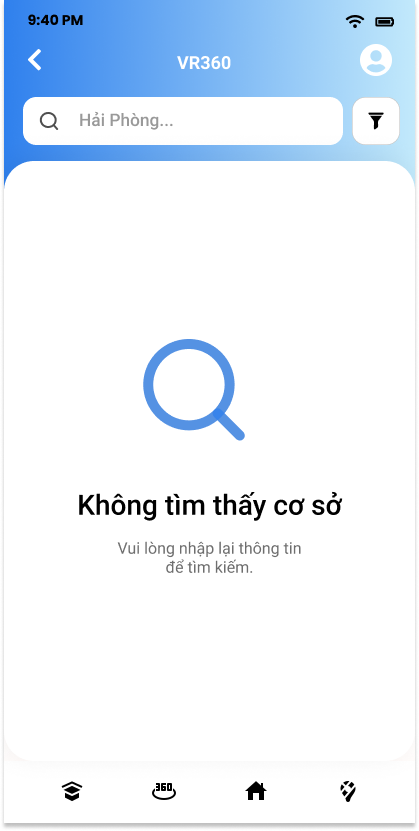 9:40 PM
VR360
Hải Phòng...
Không tìm thấy cơ sở
Vui lòng nhập lại thông tin
để tìm kiếm.
360